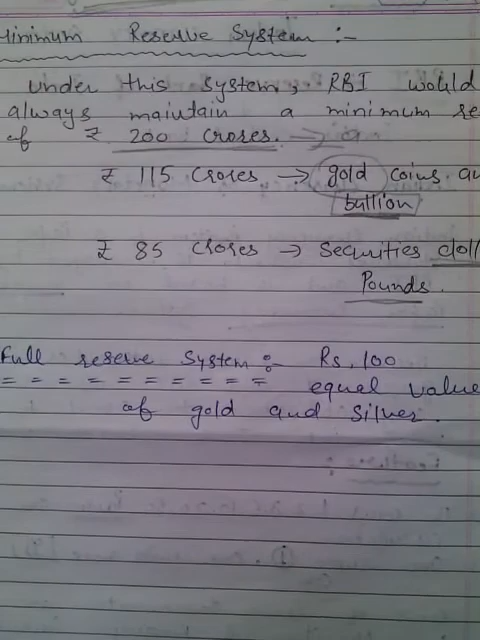 Minimum Reserve System :-
Under this system, RBI would
always maintain a minimum
of ₹ 200 crores.
₹ 115 Crores → gold coins
bullion
₹ 85 crores → Securities
Pounds.
Full reserve System :- Rs. 100
equal value
of gold and silver.